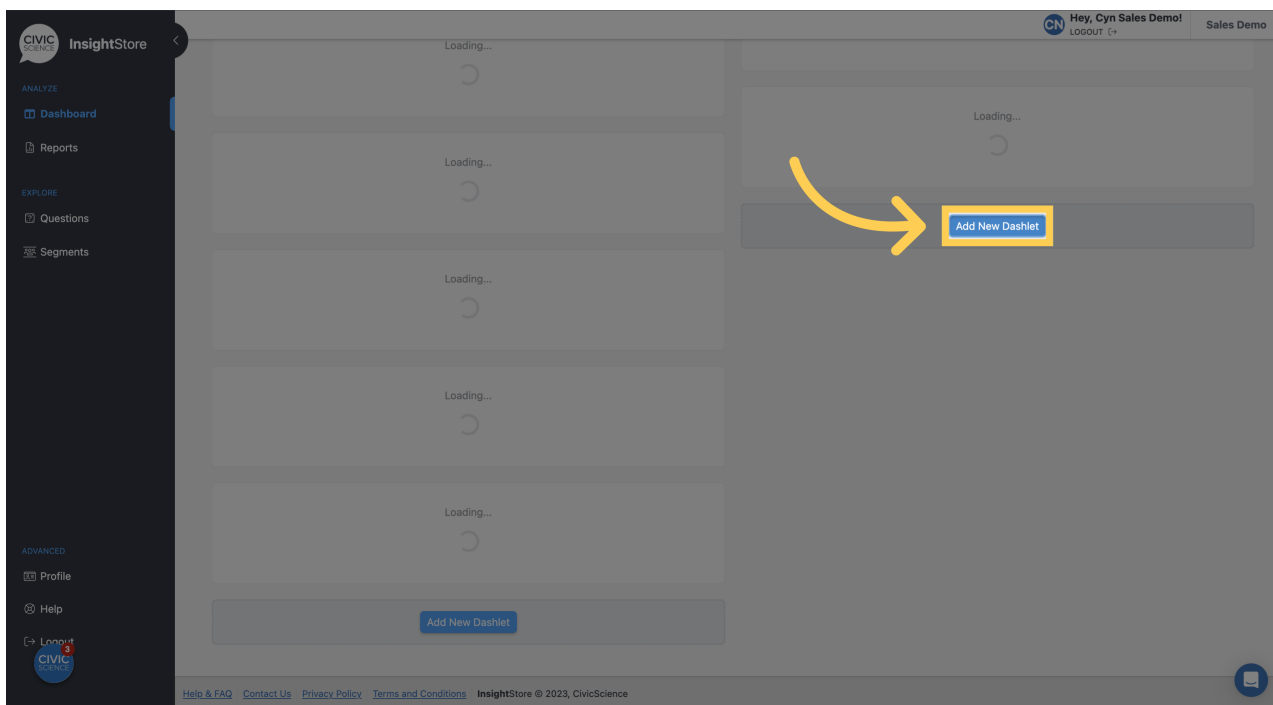 CIVIC
SCIENCE
InsightStore
Hey, Cyn Sales Demo!
CN
LOGOUT
Sales Demo
ANALYZE
Dashboard
Reports
EXPLORE
Questions
Segments
ADVANCED
Profile
Help
Logout
3
CIVIC
SCIENCE
Loading...
Loading...
Loading...
Loading...
Loading...
Add New Dashlet
Loading...
Add New Dashlet
Help & FAQ Contact Us Privacy Policy Terms and Conditions InsightStore © 2023, CivicScience